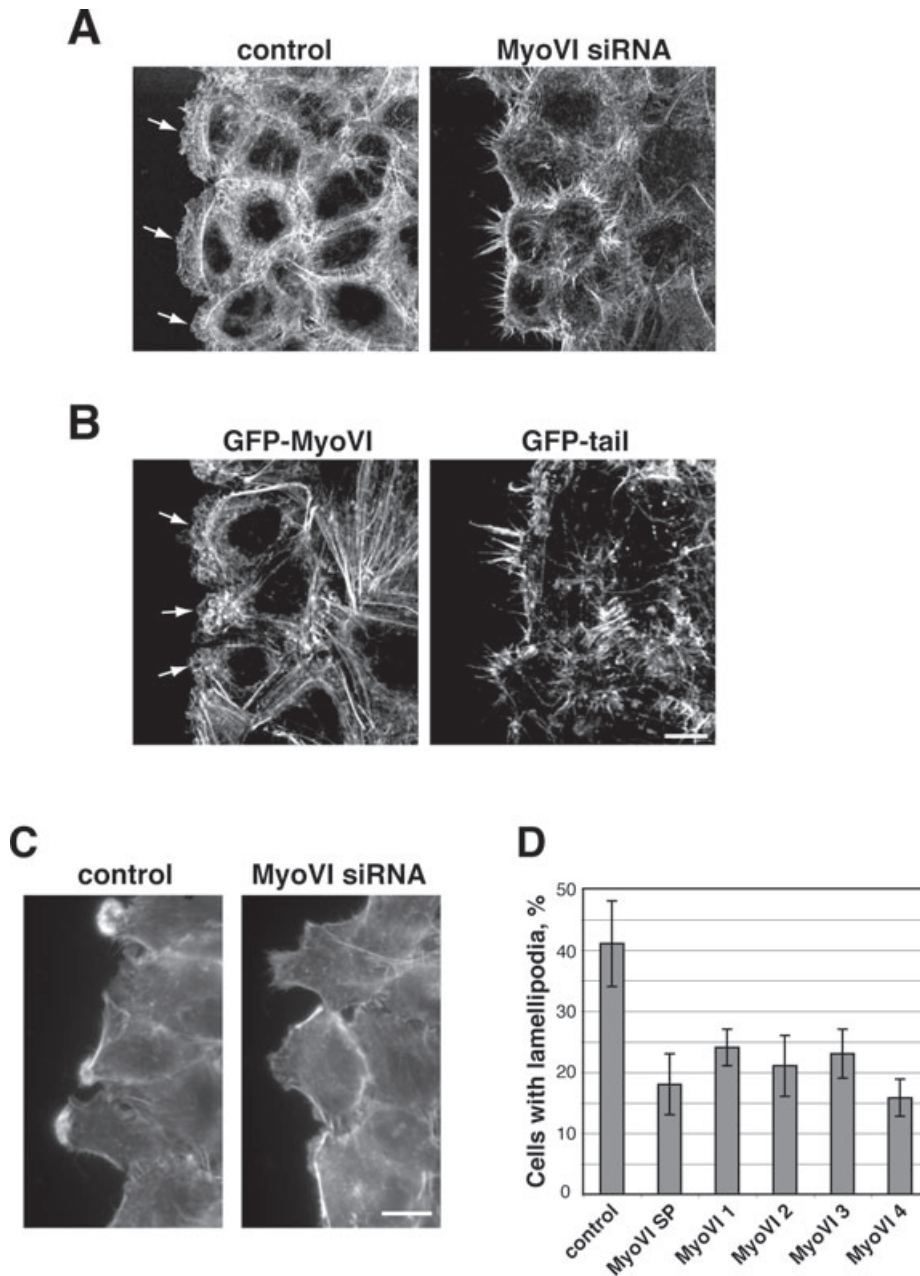 A
control MyoVI siRNA
B
GFP-MyoVI GFP-tail
C
control MyoVI siRNA
D
Cells with lamellipodia, %
50
40
30
20
10
0
control
MyoVI SP
MyoVI 1
MyoVI 2
MyoVI 3
MyoVI 4